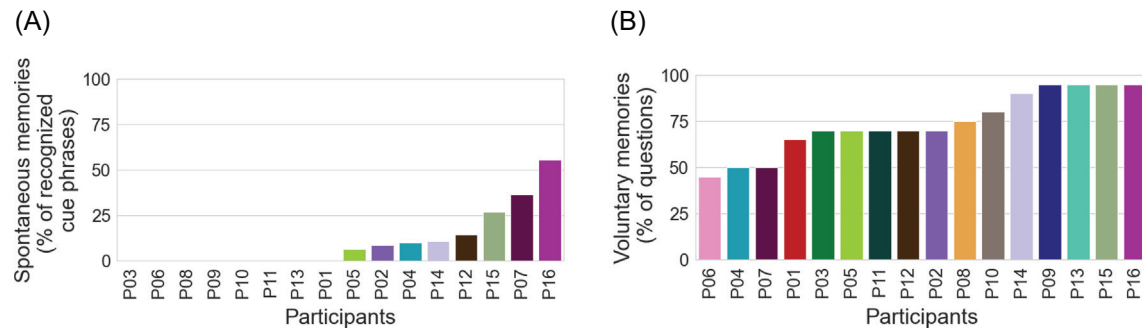 (A)
Spontaneous memories
(% of recognized
cue phrases)
100
75
50
25
0
P03 P06 P08 P09 P10 P11 P13 P01 P05 P02 P04 P14 P12 P15 P07 P16
Participants
(B)
Voluntary memories
(% of questions)
100
75
50
25
0
P06 P04 P07 P01 P03 P05 P11 P12 P02 P08 P10 P14 P09 P13 P15 P16
Participants